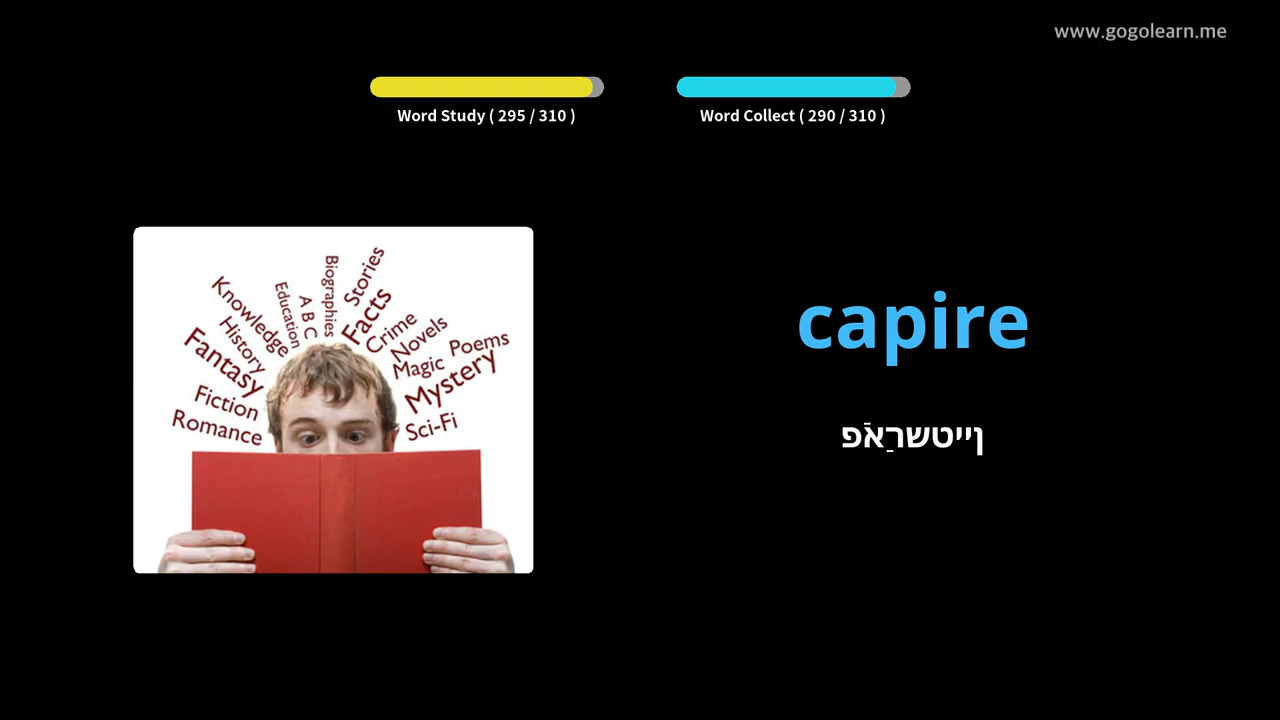 www.gogolearn.me
Word Study ( 295 / 310 )
Word Collect ( 290 / 310 )
Stories
Biographies
Facts
Education
A B C
Knowledge
Crime
History
Novels
Poems
Fantasy
Magic
Mystery
Fiction
Romance
Sci-Fi
capire
ןייטשרַאֿפ